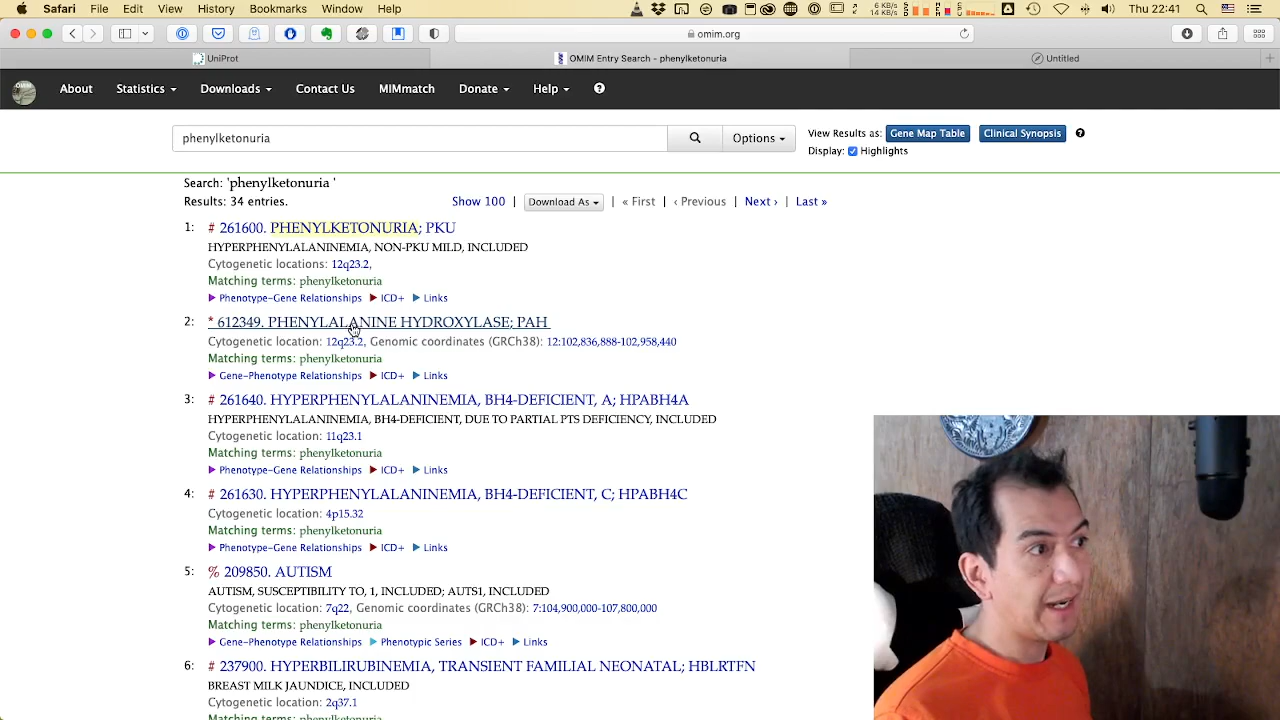 Safari File Edit View History Bookmarks Window Help Thu 22:41
omim.org
UniProt OMIM Entry Search - phenylketonuria Untitled
About Statistics Downloads Contact Us MIMmatch Donate Help ?
phenylketonuria Options View Results as: Gene Map Table Clinical Synopsis ?
Display: Highlights
Search: 'phenylketonuria '
Results: 34 entries. Show 100 | Download As | « First | ‹ Previous | Next › | Last »
1: # 261600. PHENYLKETONURIA; PKU
HYPERPHENYLALANINEMIA, NON-PKU MILD, INCLUDED
Cytogenetic locations: 12q23.2,
Matching terms: phenylketonuria
Phenotype-Gene Relationships ICD+ Links
2: * 612349. PHENYLALANINE HYDROXYLASE; PAH
Cytogenetic location: 12q23.2, Genomic coordinates (GRCh38): 12:102,836,888-102,958,440
Matching terms: phenylketonuria
Gene-Phenotype Relationships ICD+ Links
3: # 261640. HYPERPHENYLALANINEMIA, BH4-DEFICIENT, A; HPABH4A
HYPERPHENYLALANINEMIA, BH4-DEFICIENT, DUE TO PARTIAL PTS DEFICIENCY, INCLUDED
Cytogenetic location: 11q23.1
Matching terms: phenylketonuria
Phenotype-Gene Relationships ICD+ Links
4: # 261630. HYPERPHENYLALANINEMIA, BH4-DEFICIENT, C; HPABH4C
Cytogenetic location: 4p15.32
Matching terms: phenylketonuria
Phenotype-Gene Relationships ICD+ Links
5: % 209850. AUTISM
AUTISM, SUSCEPTIBILITY TO, 1, INCLUDED; AUTS1, INCLUDED
Cytogenetic location: 7q22, Genomic coordinates (GRCh38): 7:104,900,000-107,800,000
Matching terms: phenylketonuria
Gene-Phenotype Relationships Phenotypic Series ICD+ Links
6: # 237900. HYPERBILIRUBINEMIA, TRANSIENT FAMILIAL NEONATAL; HBLRTFN
BREAST MILK JAUNDICE, INCLUDED
Cytogenetic location: 2q37.1